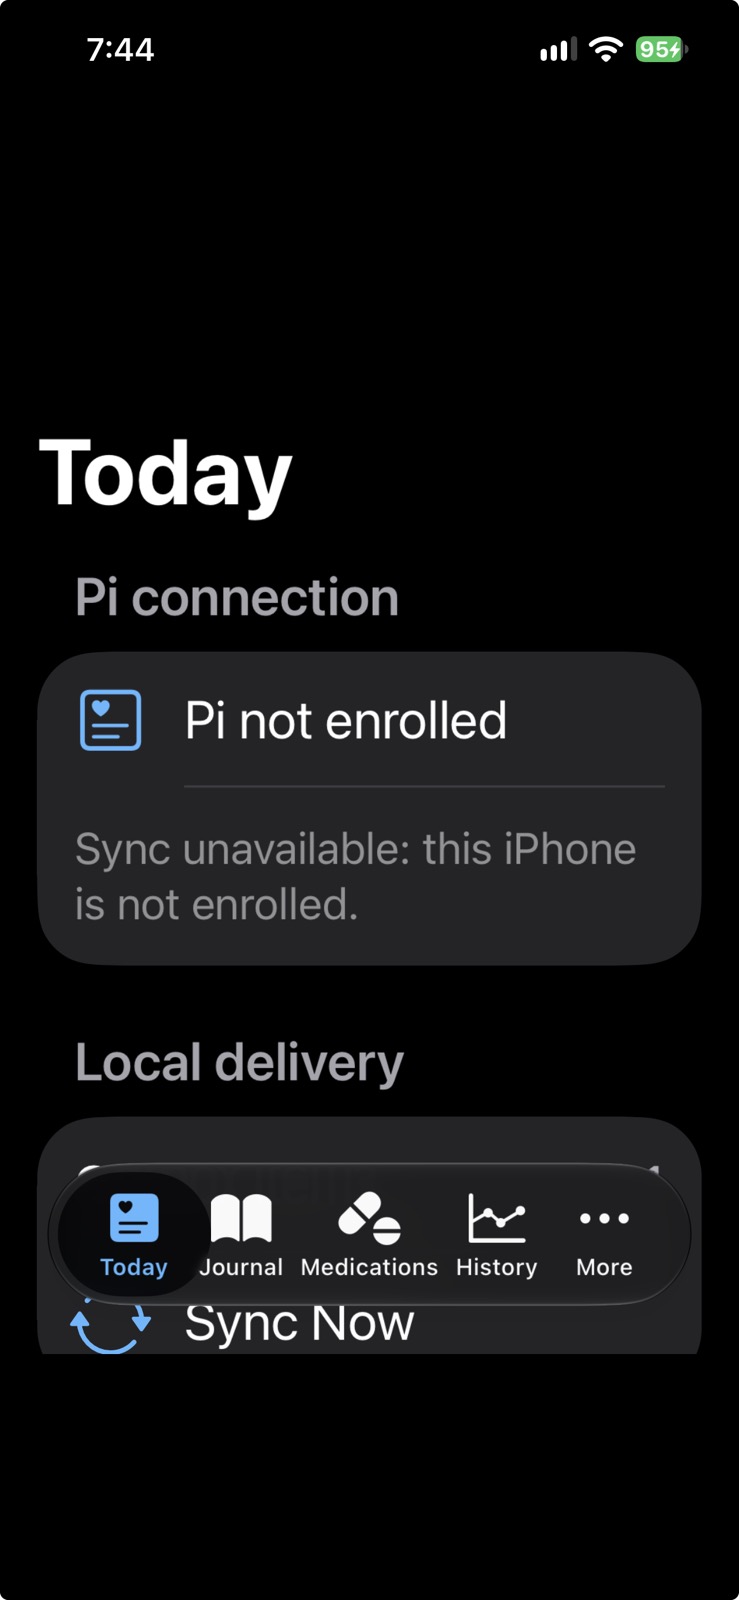 7:44
95
Today
Pi connection
Pi not enrolled
Sync unavailable: this iPhone
is not enrolled.
Local delivery
Today
Journal
Medications
History
More
Sync Now